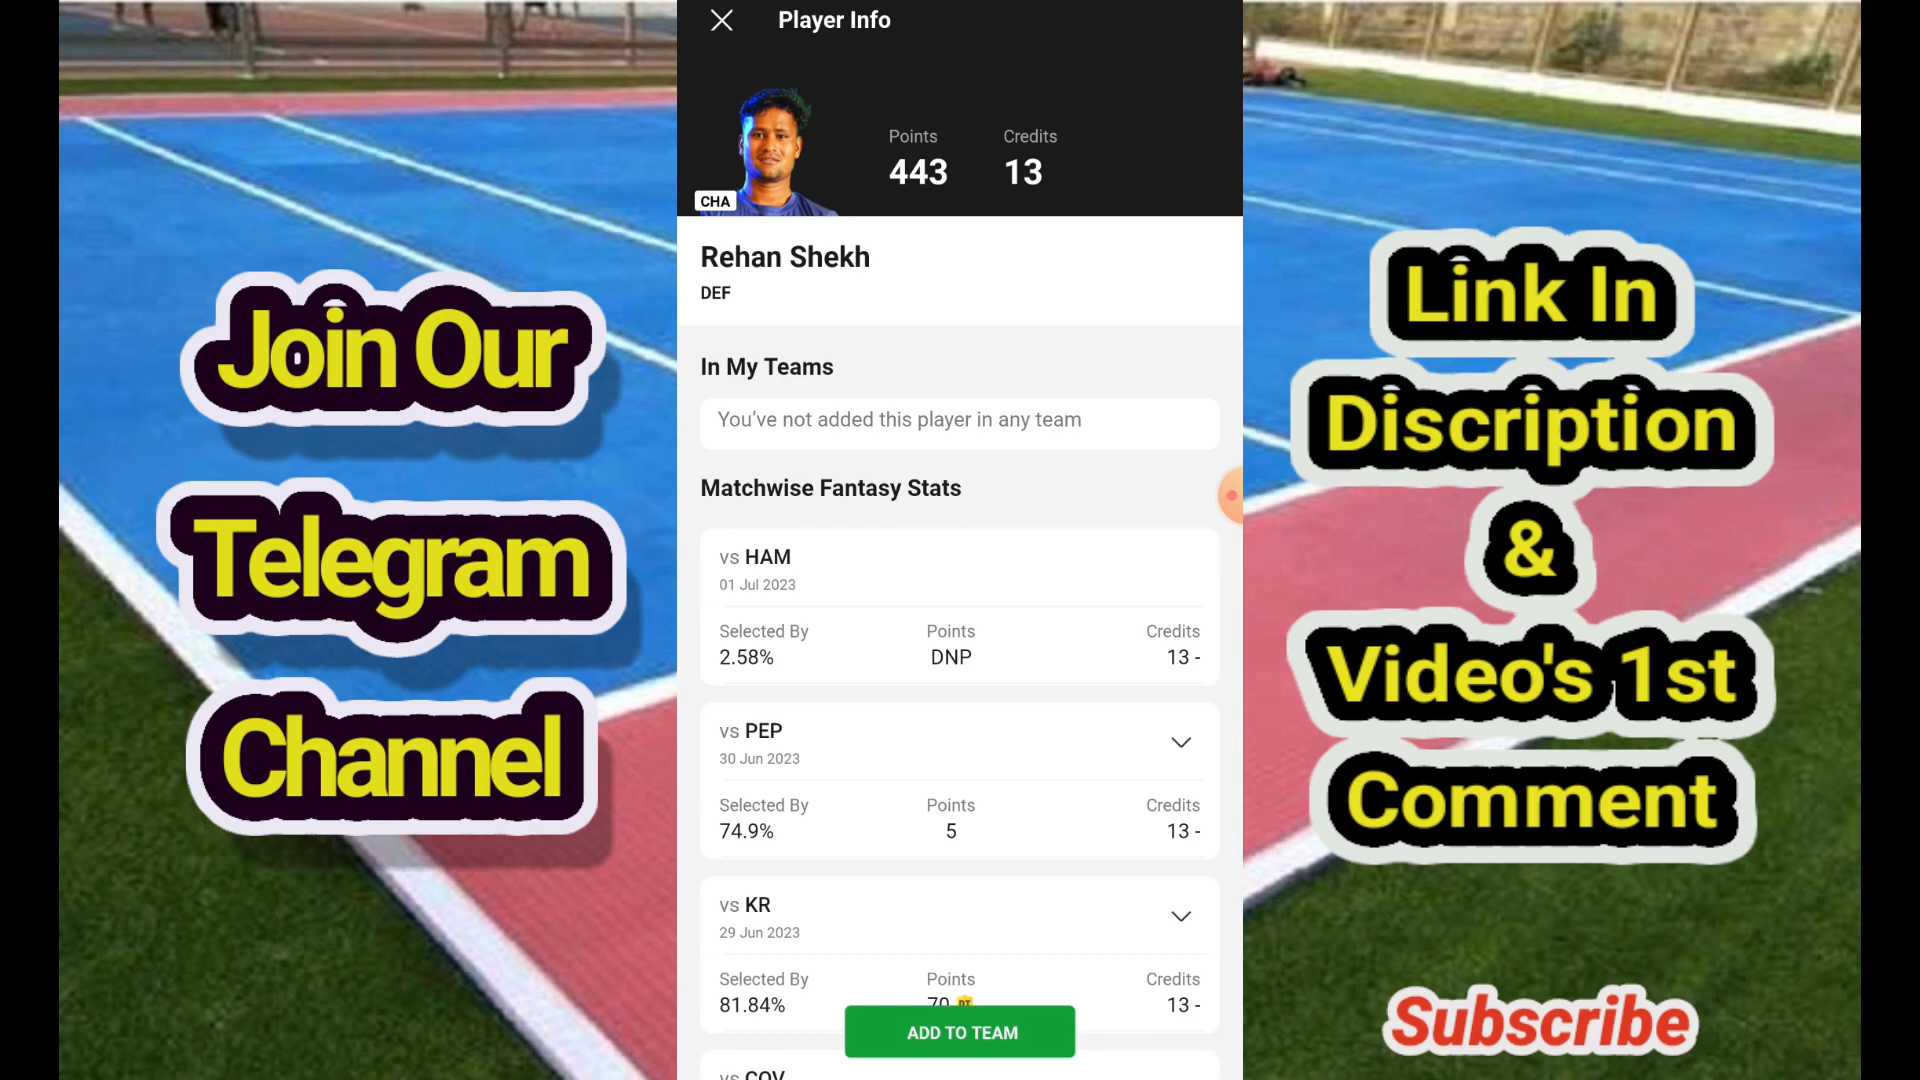 Player Info
Points
Credits
443
13
CHA
Rehan Shekh
DEF
In My Teams
You’ve not added this player in any team
Matchwise Fantasy Stats
vs HAM
01 Jul 2023
Selected By
Points
Credits
2.58%
DNP
13 -
vs PEP
30 Jun 2023
Selected By
Points
Credits
74.9%
5
13 -
vs KR
29 Jun 2023
Selected By
Points
Credits
81.84%
70
13 -
ADD TO TEAM
vs COV
Join Our
Telegram
Channel
Link In
Discription
&
Video's 1st
Comment
Subscribe